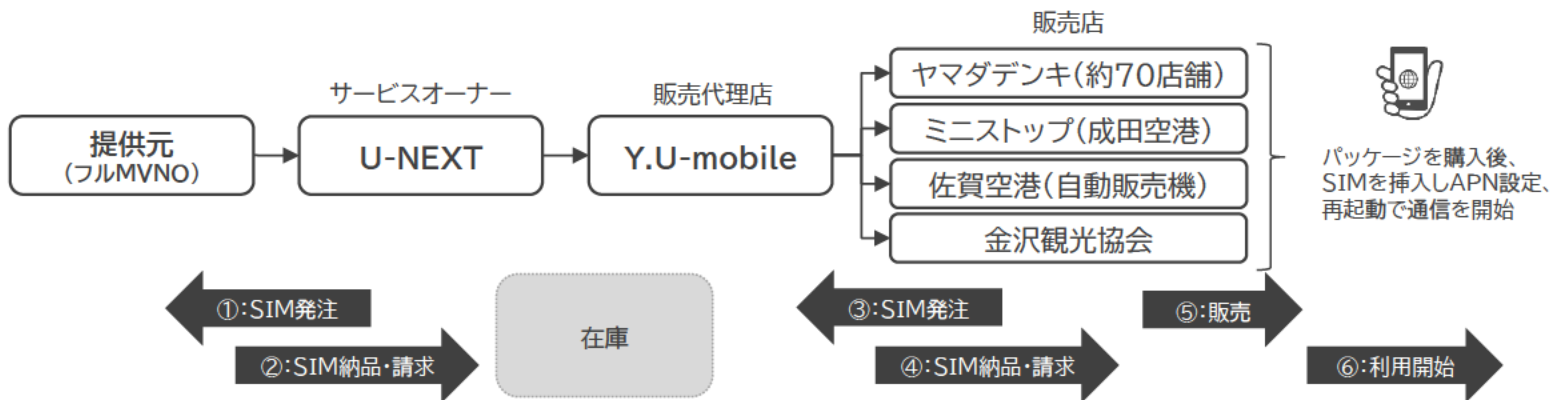 販売店
サービスオーナー
販売代理店
提供元
(フルMVNO)
U-NEXT
Y.U-mobile
ヤマダデンキ(約70店舗)
ミニストップ(成田空港)
佐賀空港(自動販売機)
金沢観光協会
パッケージを購入後、
SIMを挿入しAPN設定、
再起動で通信を開始
①:SIM発注
②:SIM納品・請求
在庫
③:SIM発注
④:SIM納品・請求
⑤:販売
⑥:利用開始